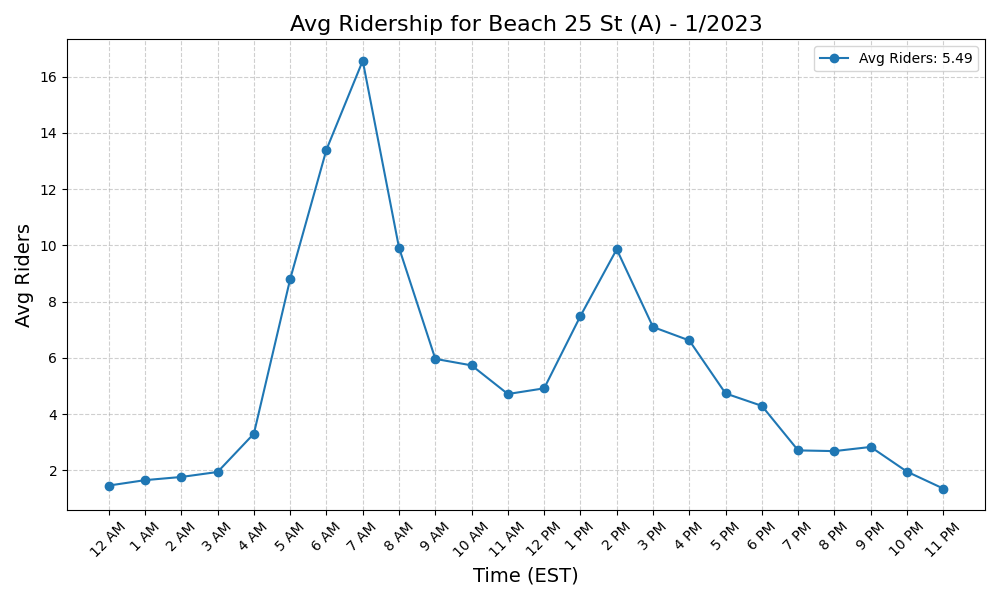 Avg Ridership for Beach 25 St (A) - 1/2023
Avg Riders: 5.49
Avg Riders
16
14
12
10
8
6
4
2
12 AM
1 AM
2 AM
3 AM
4 AM
5 AM
6 AM
7 AM
8 AM
9 AM
10 AM
11 AM
12 PM
1 PM
2 PM
3 PM
4 PM
5 PM
6 PM
7 PM
8 PM
9 PM
10 PM
11 PM
Time (EST)